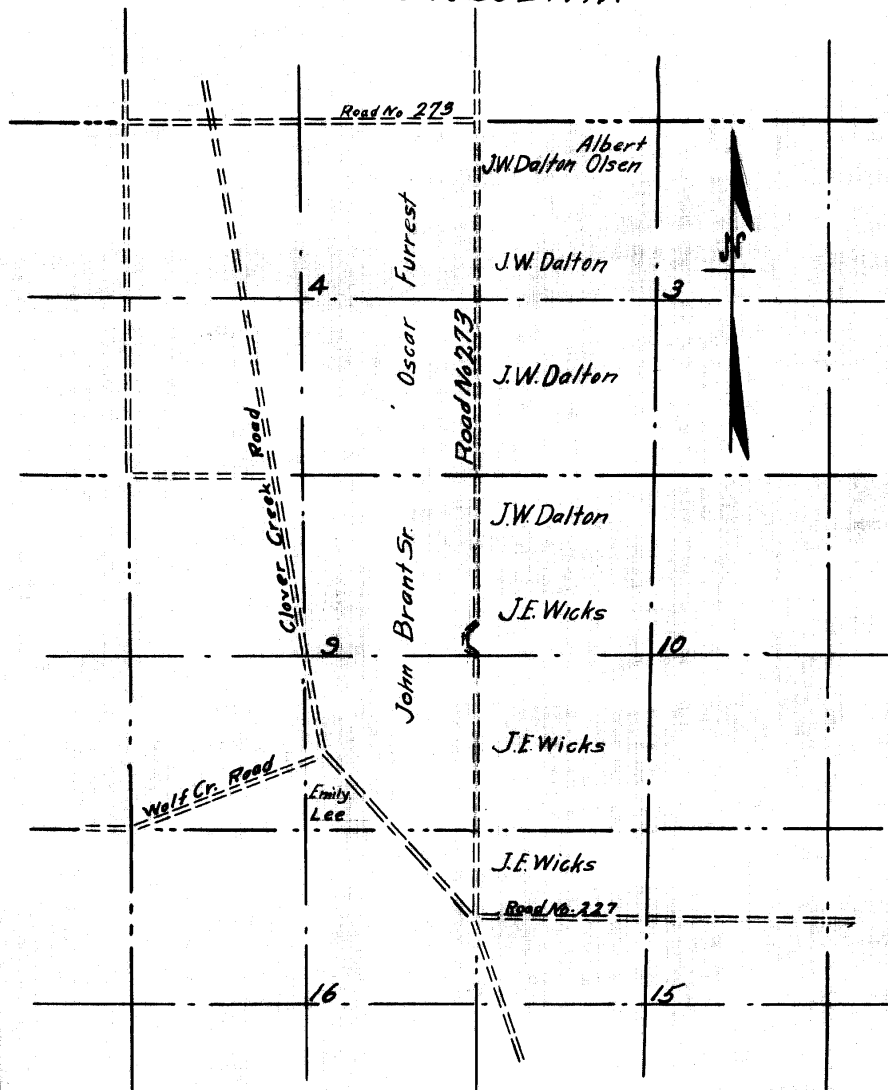 Road No 273
Albert
J.W. Dalton Olsen
Oscar Furrest
J.W. Dalton
N
4
3
Road No 273
J.W. Dalton
Clover Creek Road
J.W. Dalton
John Brant Sr.
J.E. Wicks
9
10
J.E. Wicks
Wolf Cr. Road
Emily
Lee
J.E. Wicks
Road No. 227
16
15